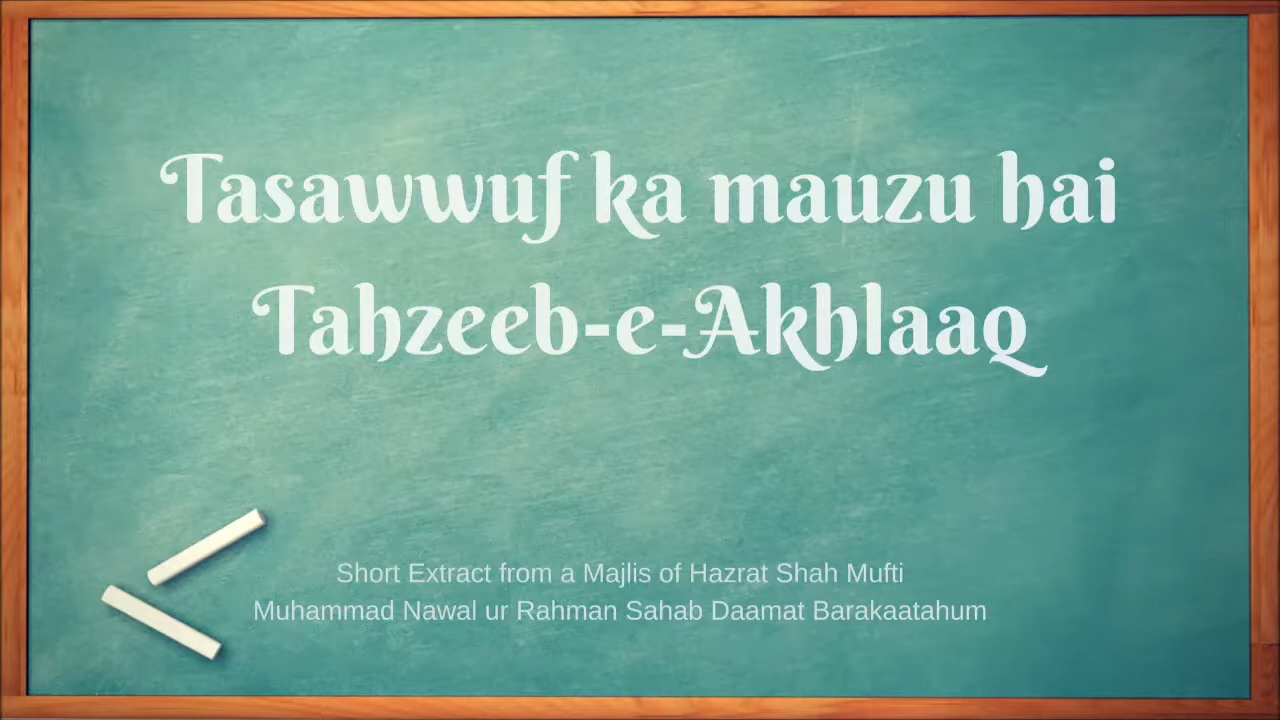 Tasawwuf ka mauzu hai
Tahzeeb-e-Akhlaaq
Short Extract from a Majlis of Hazrat Shah Mufti
Muhammad Nawal ur Rahman Sahab Daamat Barakaatahum